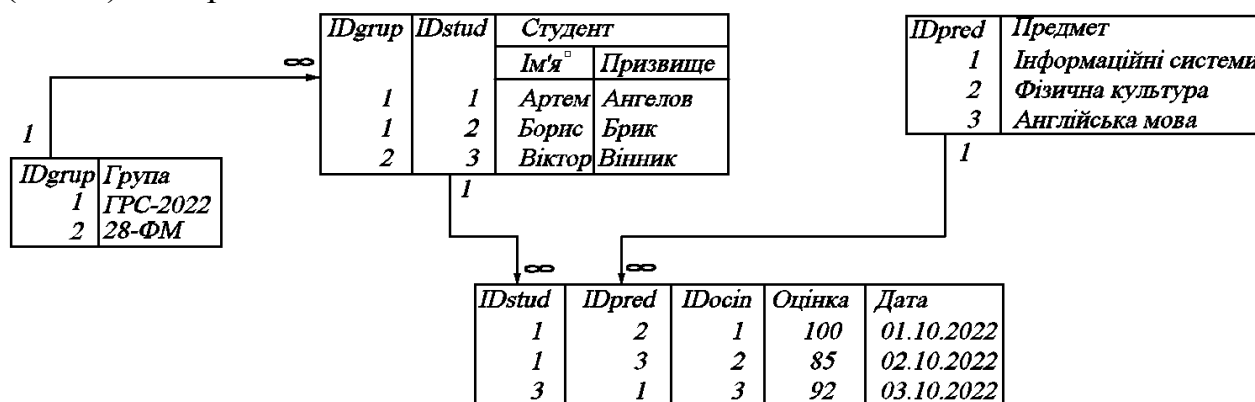 IDgrup IDstud Студент
Ім'я Призвище
1 1 Артем Ангелов
1 2 Борис Брик
2 3 Віктор Вінник
IDpred Предмет
1 Інформаційні системи
2 Фізична культура
3 Англійська мова
∞
1
IDgrup Група
1 ГРС-2022
2 28-ФМ
1
1
∞
∞
IDstud IDpred IDocin Оцінка Дата
1 2 1 100 01.10.2022
1 3 2 85 02.10.2022
3 1 3 92 03.10.2022